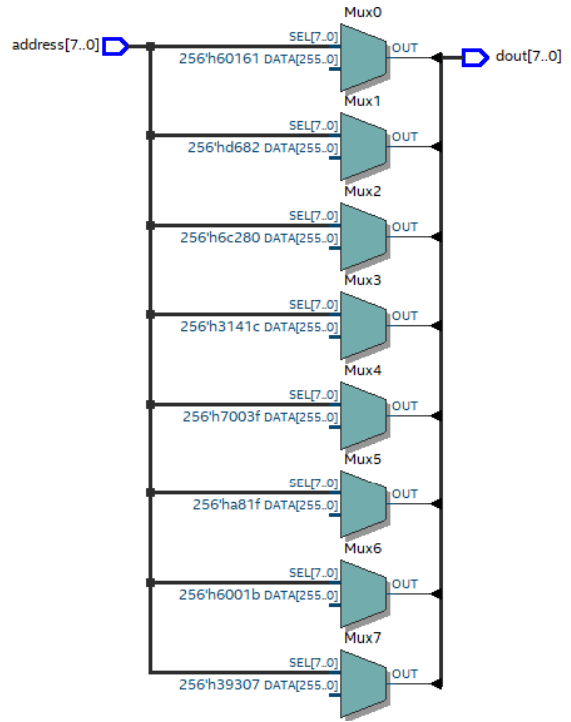 Mux0
address[7..0]
SEL[7..0]
OUT
dout[7..0]
256'h60161 DATA[255..0]
Mux1
SEL[7..0]
OUT
256'hd682 DATA[255..0]
Mux2
SEL[7..0]
OUT
256'h6c280 DATA[255..0]
Mux3
SEL[7..0]
OUT
256'h3141c DATA[255..0]
Mux4
SEL[7..0]
OUT
256'h7003f DATA[255..0]
Mux5
SEL[7..0]
OUT
256'ha81f DATA[255..0]
Mux6
SEL[7..0]
OUT
256'h6001b DATA[255..0]
Mux7
SEL[7..0]
OUT
256'h39307 DATA[255..0]